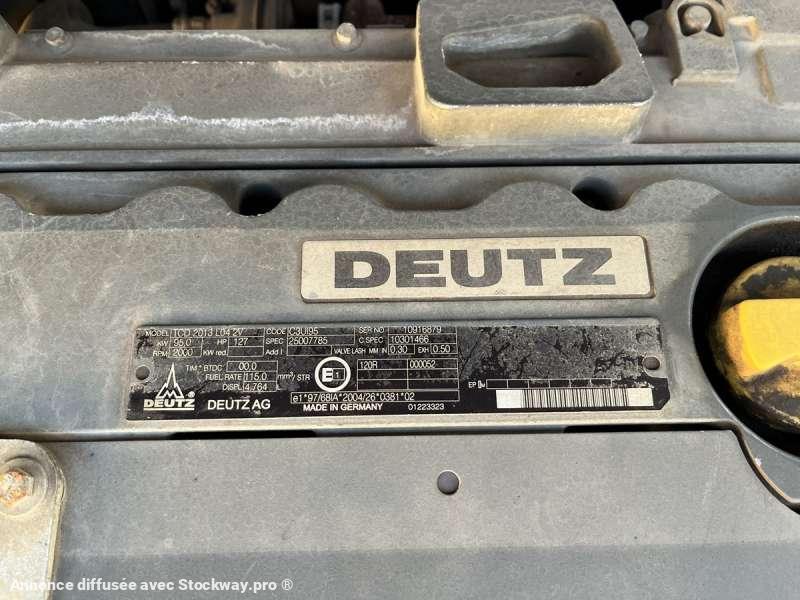 DEUTZ
MODEL TCD 2013 L04 2V CODE C3UI95 SER NO 10916879
KW 95.0 HP 127 SPEC 25007785 C.SPEC 10301466
RPM 2000 KW red. Add I VALVE LASH MM IN 0.30 EXH 0.50
TIM.° BTDC 00.0 120R 000052
FUEL RATE 115.0 mm³/STR E1 EP
DISPL 4.764
DEUTZ DEUTZ AG e1*97/68IA*2004/26*0381*02
MADE IN GERMANY 01223323
Annonce diffusée avec Stockway.pro ®